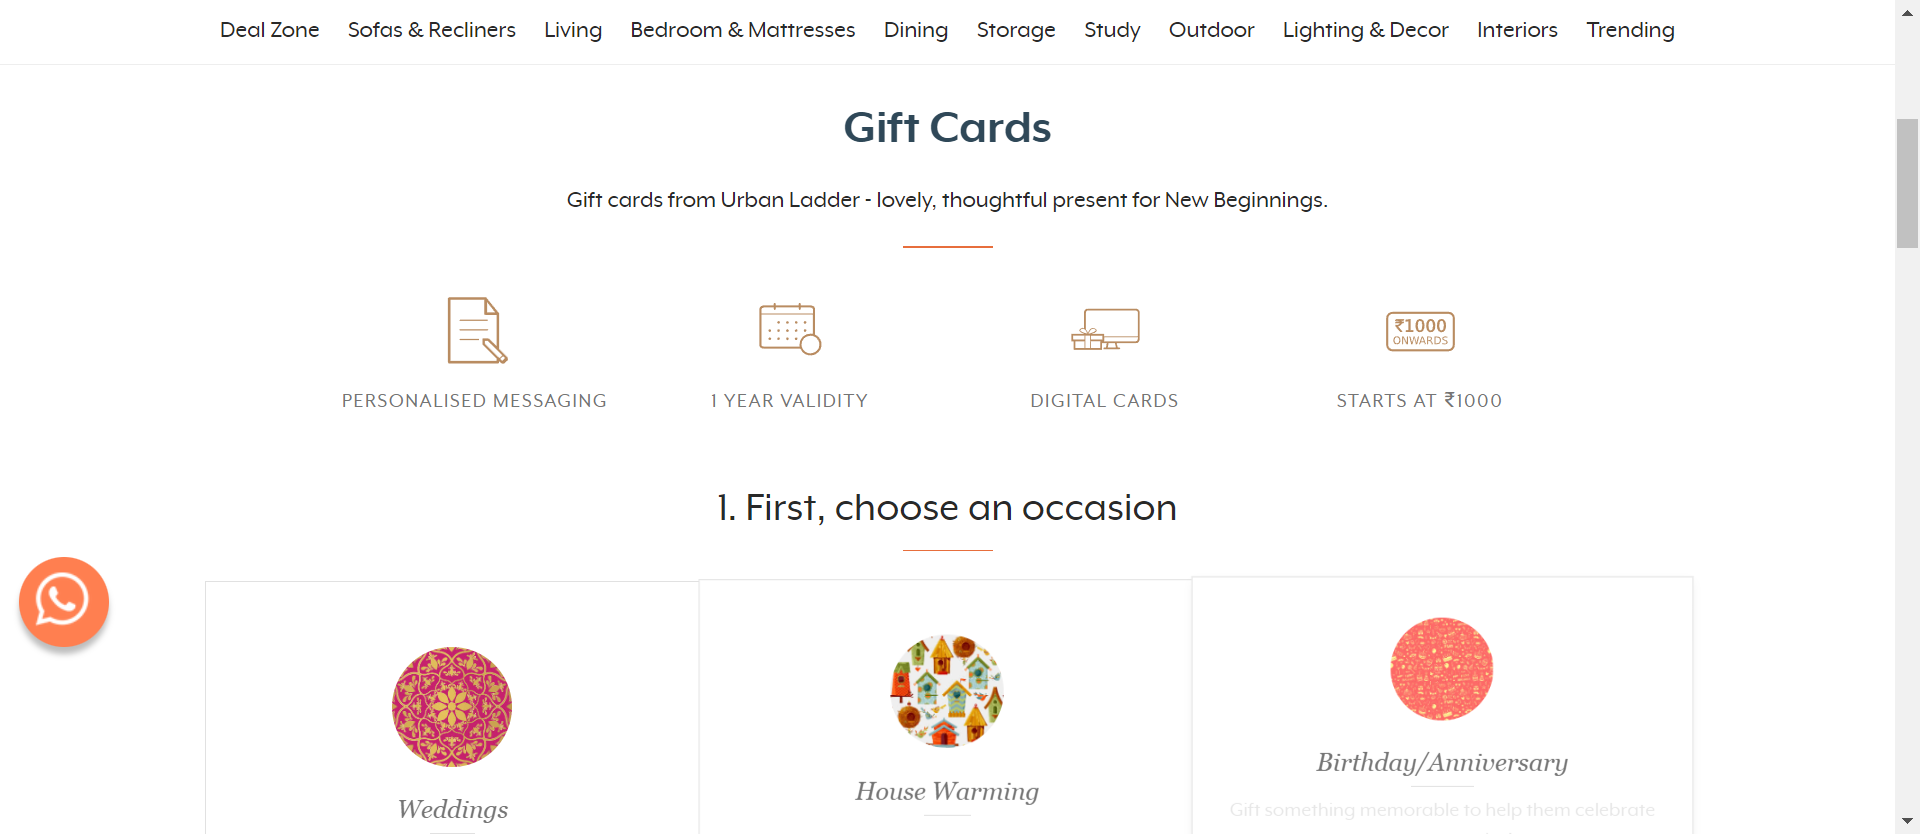 Deal Zone Sofas & Recliners Living Bedroom & Mattresses Dining Storage Study Outdoor Lighting & Decor Interiors Trending
Gift Cards
Gift cards from Urban Ladder - lovely, thoughtful present for New Beginnings.
₹1000
ONWARDS
PERSONALISED MESSAGING
1 YEAR VALIDITY
DIGITAL CARDS
STARTS AT ₹1000
1. First, choose an occasion
Weddings
House Warming
Birthday/Anniversary
Gift something memorable to help them celebrate